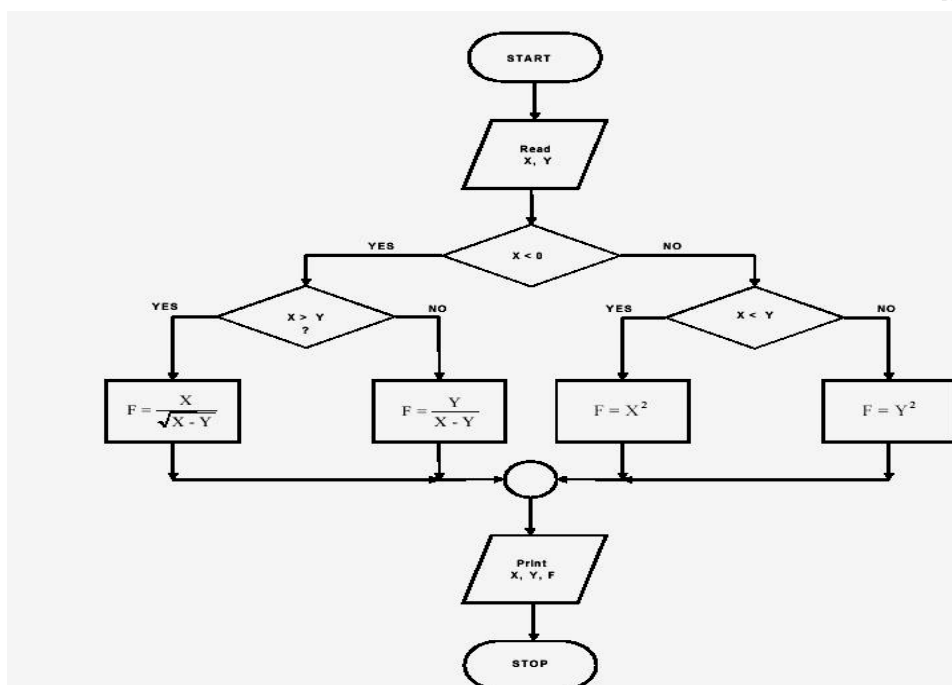 START
Read
X, Y
X < 0
YES
NO
X > Y
?
YES
NO
X < Y
YES
NO
F = X / √X - Y
F = Y / X - Y
F = X²
F = Y²
Print
X, Y, F
STOP